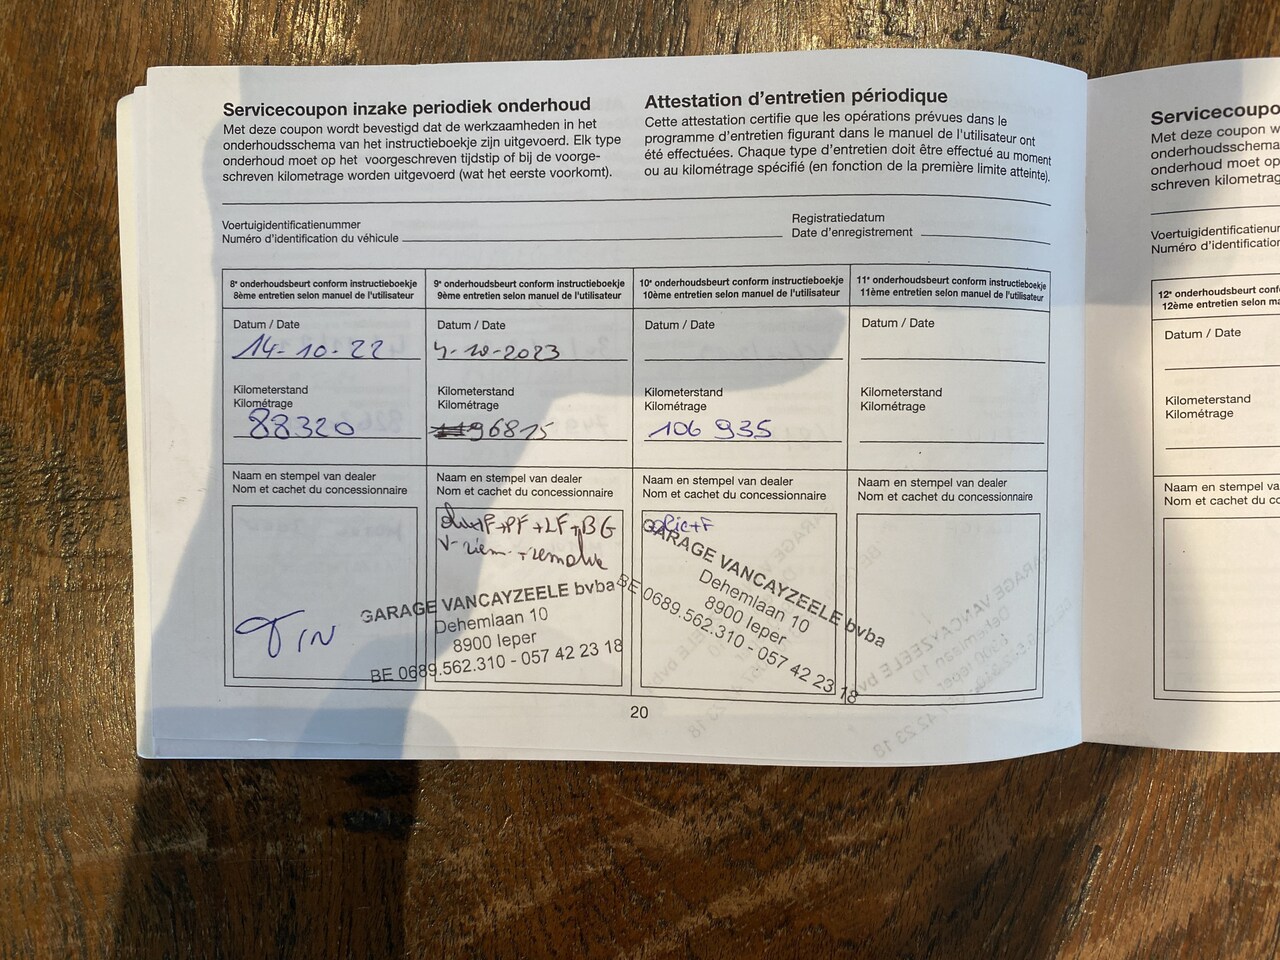 Servicecoupon inzake periodiek onderhoud
Met deze coupon wordt bevestigd dat de werkzaamheden in het
onderhoudsschema van het instructieboekje zijn uitgevoerd. Elk type
onderhoud moet op het voorgeschreven tijdstip of bij de voorge-
schreven kilometrage worden uitgevoerd (wat het eerste voorkomt).
Attestation d'entretien périodique
Cette attestation certifie que les opérations prévues dans le
programme d'entretien figurant dans le manuel de l'utilisateur ont
été effectuées. Chaque type d'entretien doit être effectué au moment
ou au kilométrage spécifié (en fonction de la première limite atteinte).
Voertuigidentificatienummer
Numéro d'identification du véhicule
Registratiedatum
Date d'enregistrement
8e onderhoudsbeurt conform instructieboekje
8ème entretien selon manuel de l'utilisateur
Datum / Date
14-10-22
Kilometerstand
Kilométrage
88320
Naam en stempel van dealer
Nom et cachet du concessionnaire
9e onderhoudsbeurt conform instructieboekje
9ème entretien selon manuel de l'utilisateur
Datum / Date
4-10-2023
Kilometerstand
Kilométrage
96815
Naam en stempel van dealer
Nom et cachet du concessionnaire
+PF+LF+BG
V-riem
GARAGE VANCAYZEELE bvba
Dehemlaan 10
8900 Ieper
BE 0689.562.310 - 057 42 23 18
10e onderhoudsbeurt conform instructieboekje
10ème entretien selon manuel de l'utilisateur
Datum / Date
Kilometerstand
Kilométrage
106 935
Naam en stempel van dealer
Nom et cachet du concessionnaire
GARAGE VANCAYZEELE bvba
Dehemlaan 10
8900 Ieper
BE 0689.562.310 - 057 42 23 18
11e onderhoudsbeurt conform instructieboekje
11ème entretien selon manuel de l'utilisateur
Datum / Date
Kilometerstand
Kilométrage
Naam en stempel van dealer
Nom et cachet du concessionnaire
20
Servicecoupo
Met deze coupon w
onderhoudsschema
onderhoud moet op
schreven kilometrag
Voertuigidentificatienur
Numéro d'identification
12e onderhoudsbeurt conf
12ème entretien selon ma
Datum / Date
Kilometerstand
Kilométrage
Naam en stempel va
Nom et cachet du c